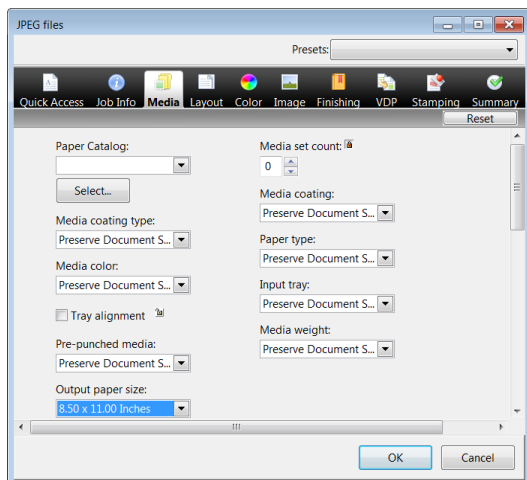 JPEG files
Presets:
Quick Access Job Info Media Layout Color Image Finishing VDP Stamping Summary
Reset
Paper Catalog:
Select...
Media coating type:
Preserve Document S...
Media color:
Preserve Document S...
Tray alignment
Pre-punched media:
Preserve Document S...
Output paper size:
8.50 x 11.00 Inches
Media set count:
0
Media coating:
Preserve Document S...
Paper type:
Preserve Document S...
Input tray:
Preserve Document S...
Media weight:
Preserve Document S...
OK Cancel